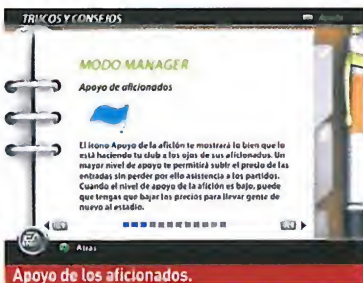 TRUCOS Y CONSEJOS
Ayuda
MODO MANAGER
Apoyo de aficionados
El icono Apoyo de la afición te mostrará lo bien que lo
está haciendo tu club a los ojos de sus aficionados. Un
mayor nivel de apoyo te permitirá subir el precio de las
entradas sin perder por ello asistencia a los partidos.
Cuando el nivel de apoyo de la afición es bajo, puede
que tengas que bajar los precios para llevar gente de
nuevo al estadio.
EA
Atrás
Apoyo de los aficionados.